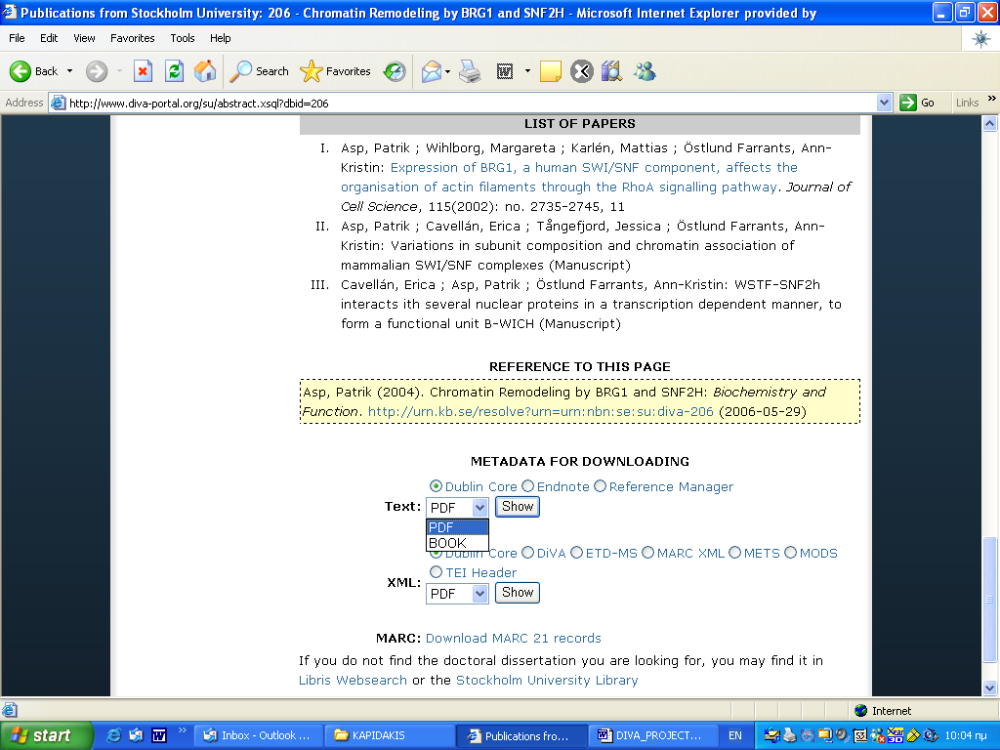 Publications from Stockholm University: 206 - Chromatin Remodeling by BRG1 and SNF2H - Microsoft Internet Explorer provided by
File Edit View Favorites Tools Help
Back Search Favorites
Address http://www.diva-portal.org/su/abstract.xsql?dbid=206 Go Links »
LIST OF PAPERS
I. Asp, Patrik ; Wihlborg, Margareta ; Karlén, Mattias ; Östlund Farrants, Ann-
Kristin: Expression of BRG1, a human SWI/SNF component, affects the
organisation of actin filaments through the RhoA signalling pathway. Journal of
Cell Science, 115(2002): no. 2735-2745, 11
II. Asp, Patrik ; Cavellán, Erica ; Tångefjord, Jessica ; Östlund Farrants, Ann-
Kristin: Variations in subunit composition and chromatin association of
mammalian SWI/SNF complexes (Manuscript)
III. Cavellán, Erica ; Asp, Patrik ; Östlund Farrants, Ann-Kristin: WSTF-SNF2h
interacts ith several nuclear proteins in a transcription dependent manner, to
form a functional unit B-WICH (Manuscript)
REFERENCE TO THIS PAGE
Asp, Patrik (2004). Chromatin Remodeling by BRG1 and SNF2H: Biochemistry and
Function. http://urn.kb.se/resolve?urn=urn:nbn:se:su:diva-206 (2006-05-29)
METADATA FOR DOWNLOADING
Dublin Core Endnote Reference Manager
Text: PDF Show
PDF
BOOK
Dublin Core DiVA ETD-MS MARC XML METS MODS
TEI Header
XML: PDF Show
MARC: Download MARC 21 records
If you do not find the doctoral dissertation you are looking for, you may find it in
Libris Websearch or the Stockholm University Library
Internet
start » Inbox - Outlook ... KAPIDAKIS Publications fro... DIVA_PROJECT... EN 10:04 πμ